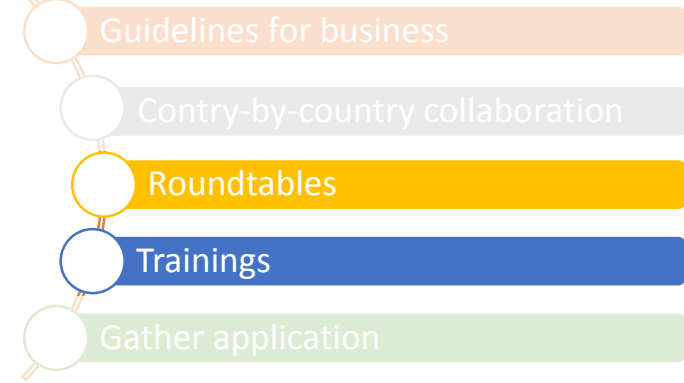 Guidelines for business
Contry-by-country collaboration
Roundtables
Trainings
Gather application